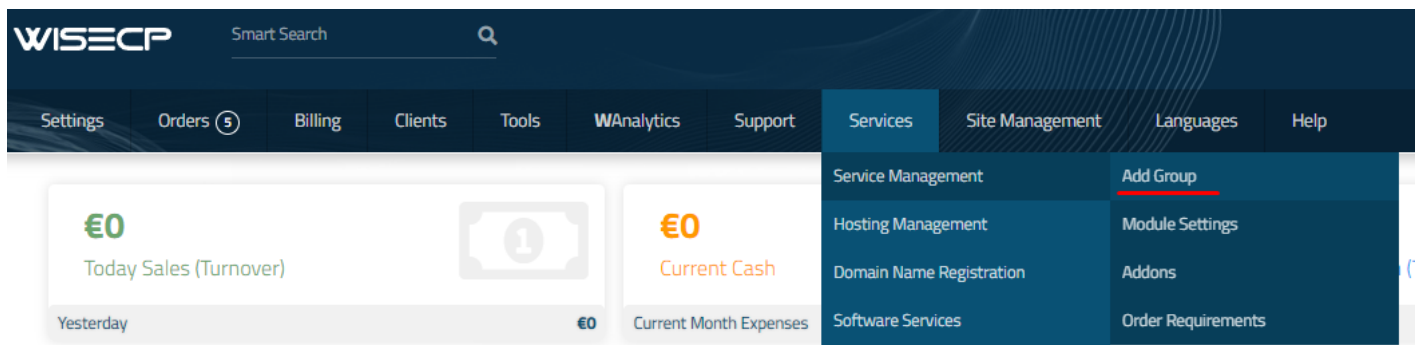 WISECP Smart Search
Settings Orders 5 Billing Clients Tools WAnalytics Support Services Site Management Languages Help
Service Management Add Group
€0 €0 Hosting Management Module Settings
Today Sales (Turnover) Current Cash Domain Name Registration Addons
Yesterday €0 Current Month Expenses Software Services Order Requirements